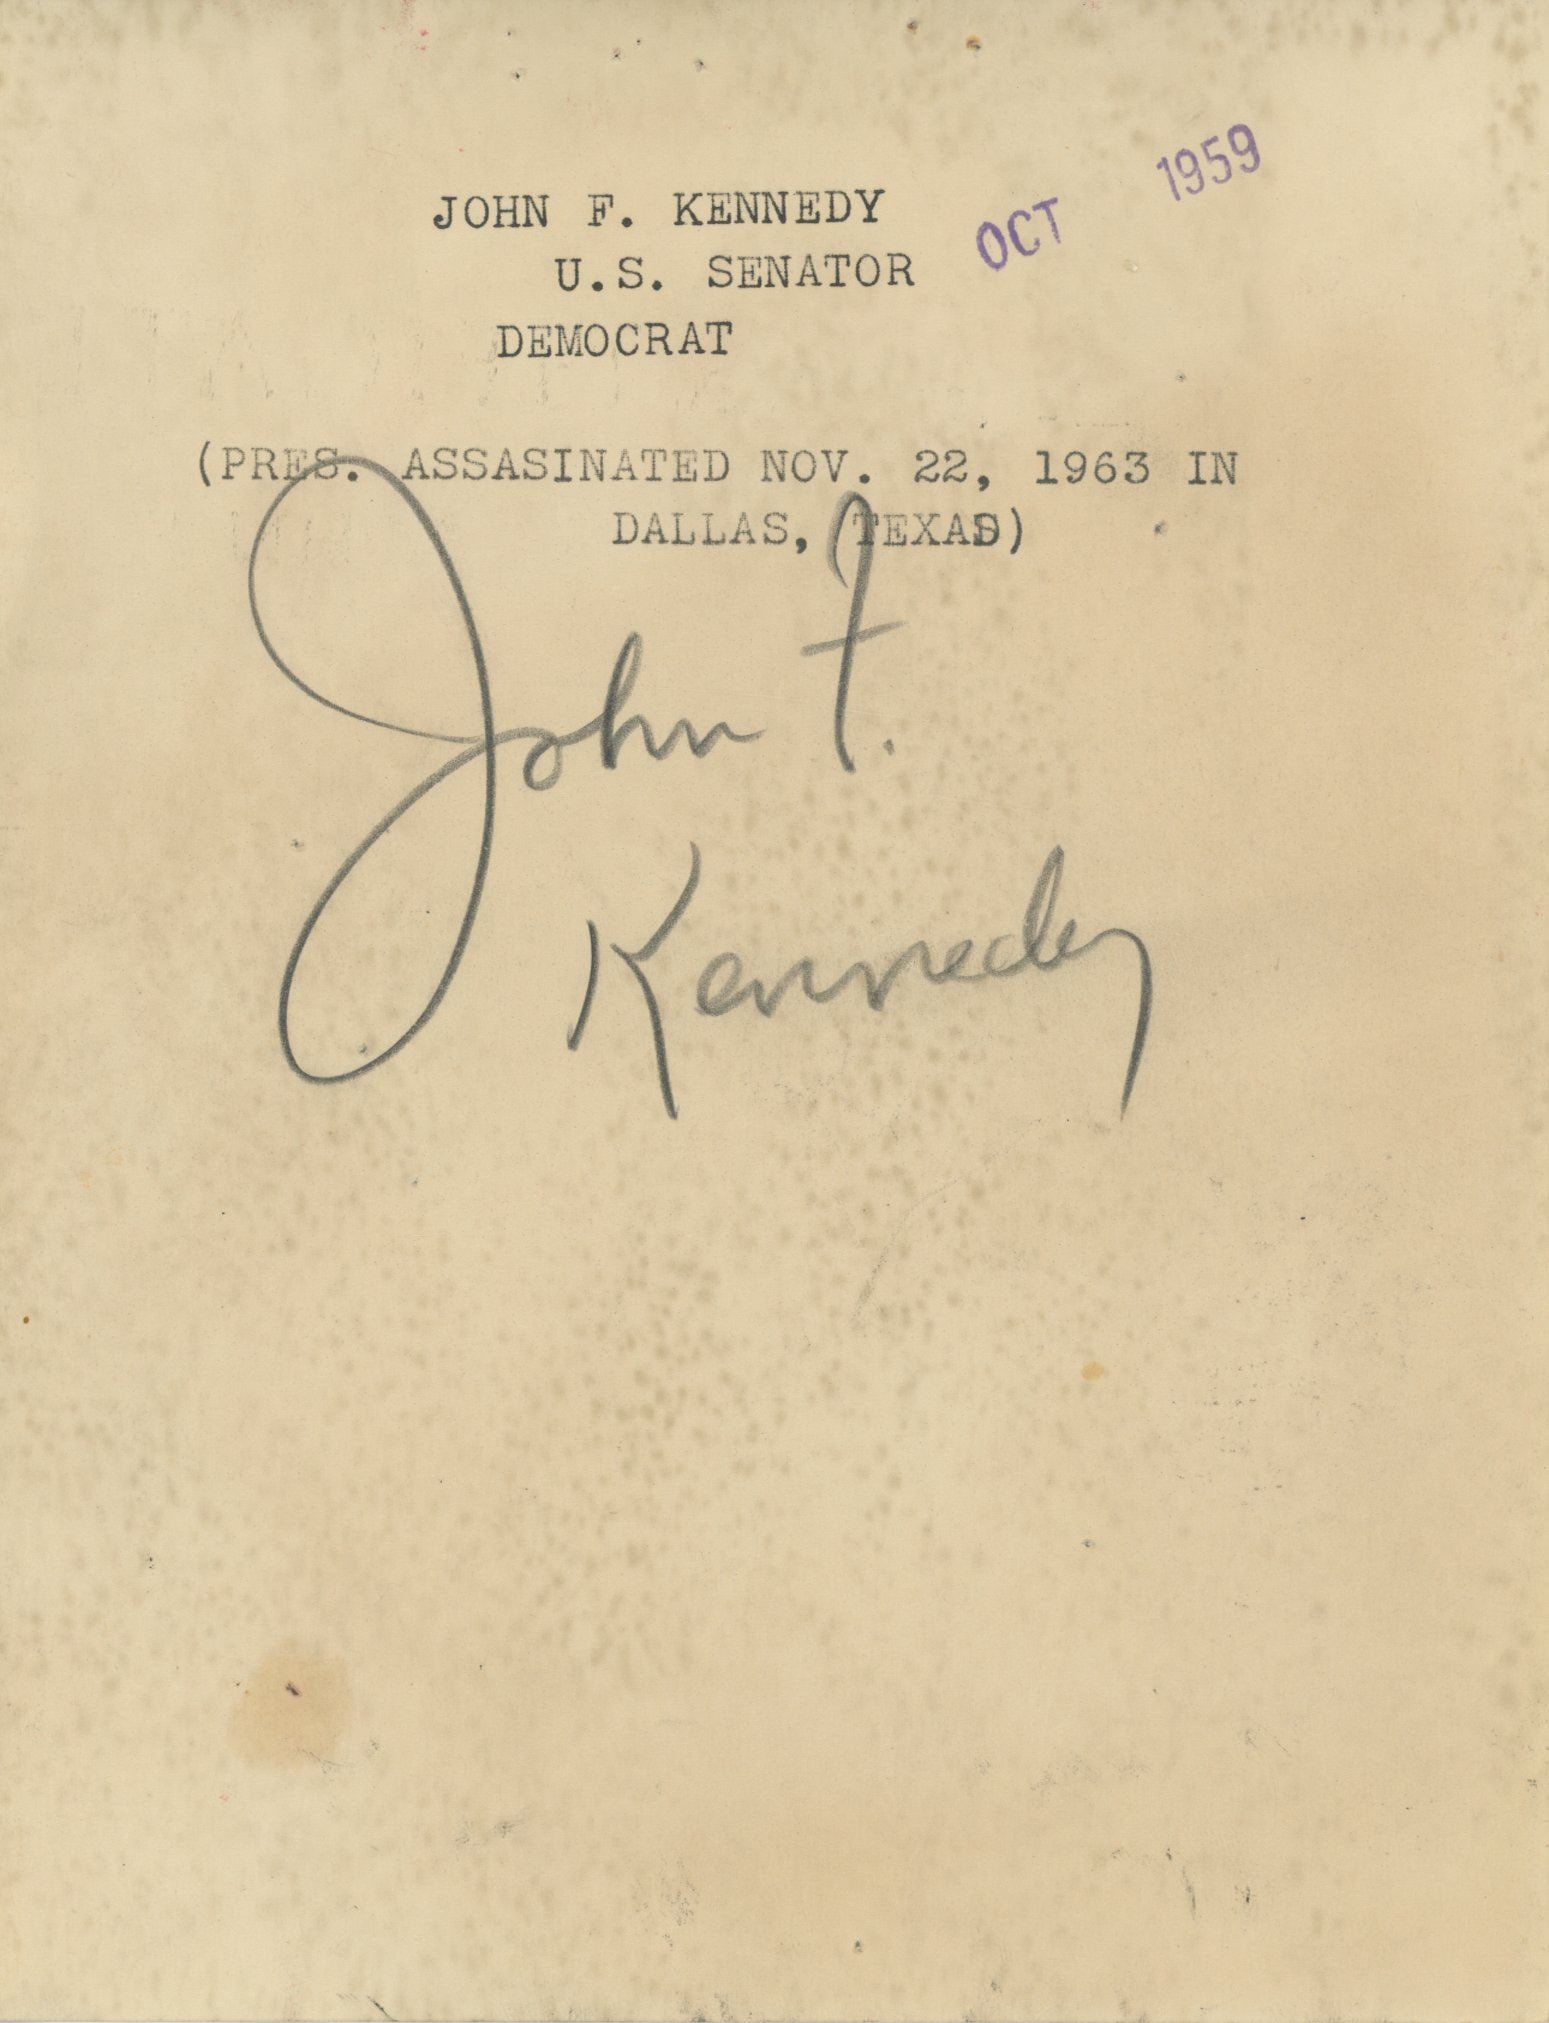 JOHN F. KENNEDY
OCT 1959
U.S. SENATOR
DEMOCRAT
(PRES. ASSASINATED NOV. 22, 1963 IN
DALLAS, TEXAS)
John F.
Kennedy